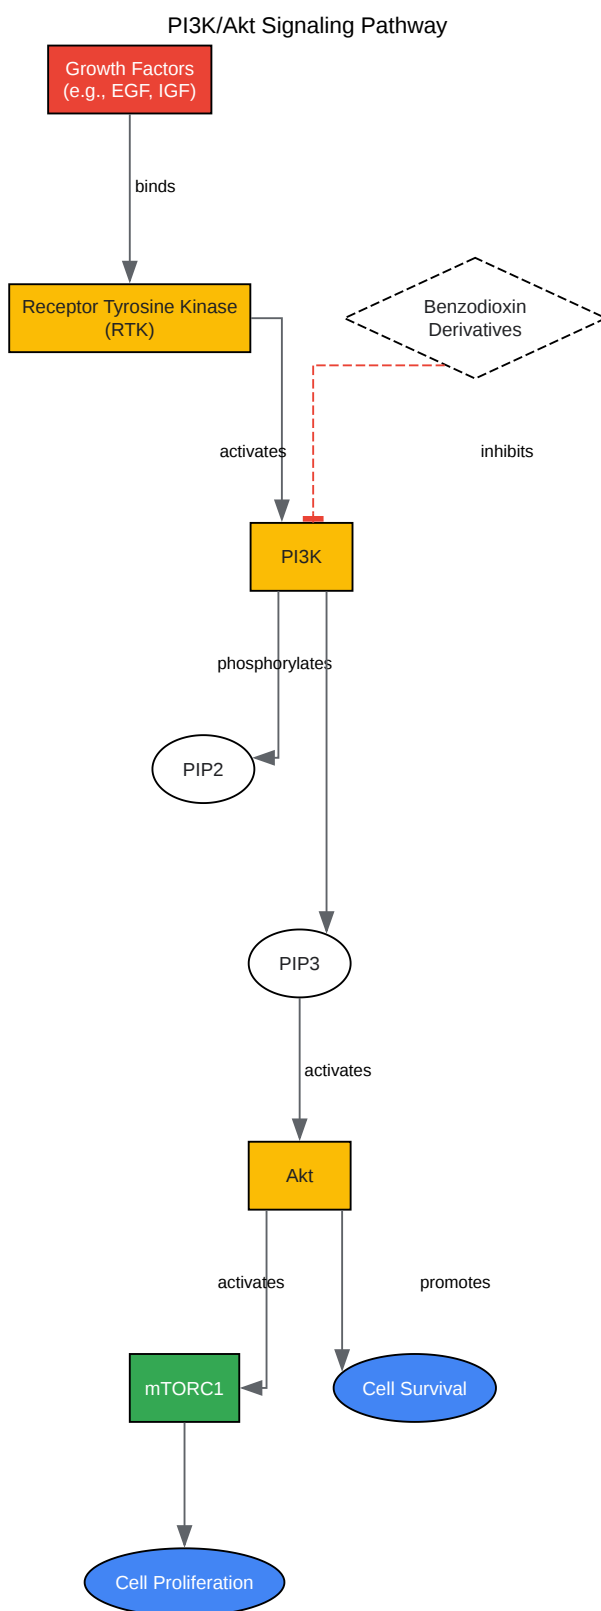 PI3K/Akt Signaling Pathway
Growth Factors
(e.g., EGF, IGF)
binds
Receptor Tyrosine Kinase
(RTK)
Benzodioxin
Derivatives
activates
inhibits
PI3K
phosphorylates
PIP2
PIP3
activates
Akt
activates
promotes
mTORC1
Cell Survival
Cell Proliferation